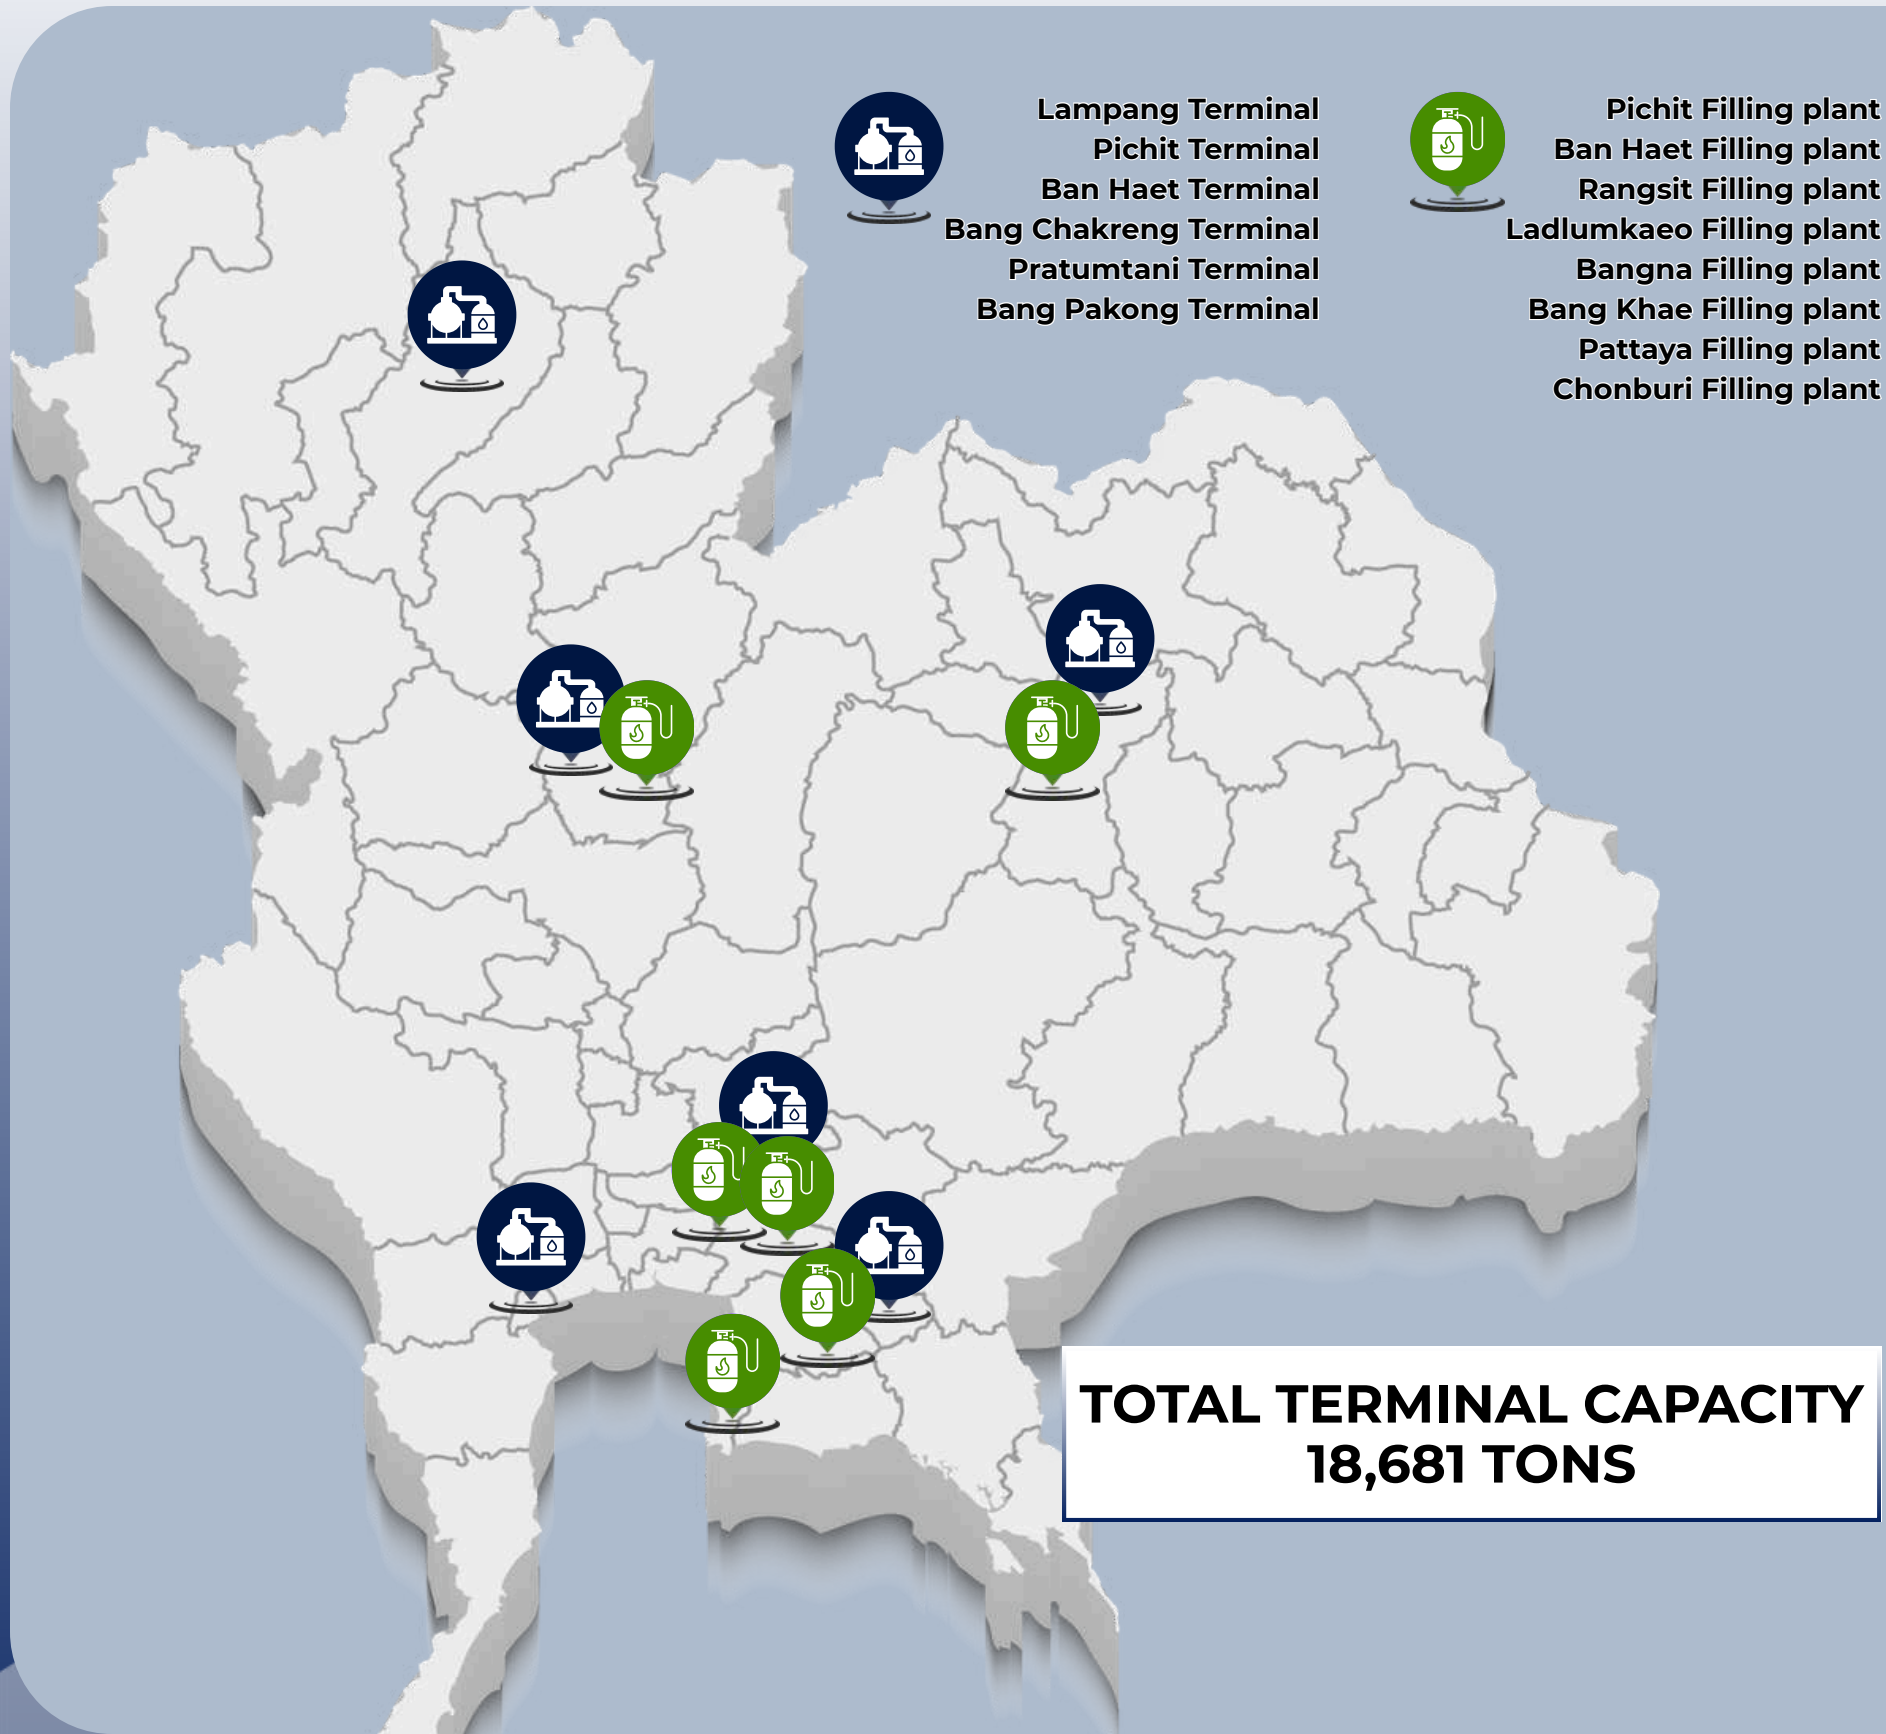 Lampang Terminal
Pichit Terminal
Ban Haet Terminal
Bang Chakreng Terminal
Pratumtani Terminal
Bang Pakong Terminal
Pichit Filling plant
Ban Haet Filling plant
Rangsit Filling plant
Ladlumkaeo Filling plant
Bangna Filling plant
Bang Khae Filling plant
Pattaya Filling plant
Chonburi Filling plant
TOTAL TERMINAL CAPACITY
18,681 TONS